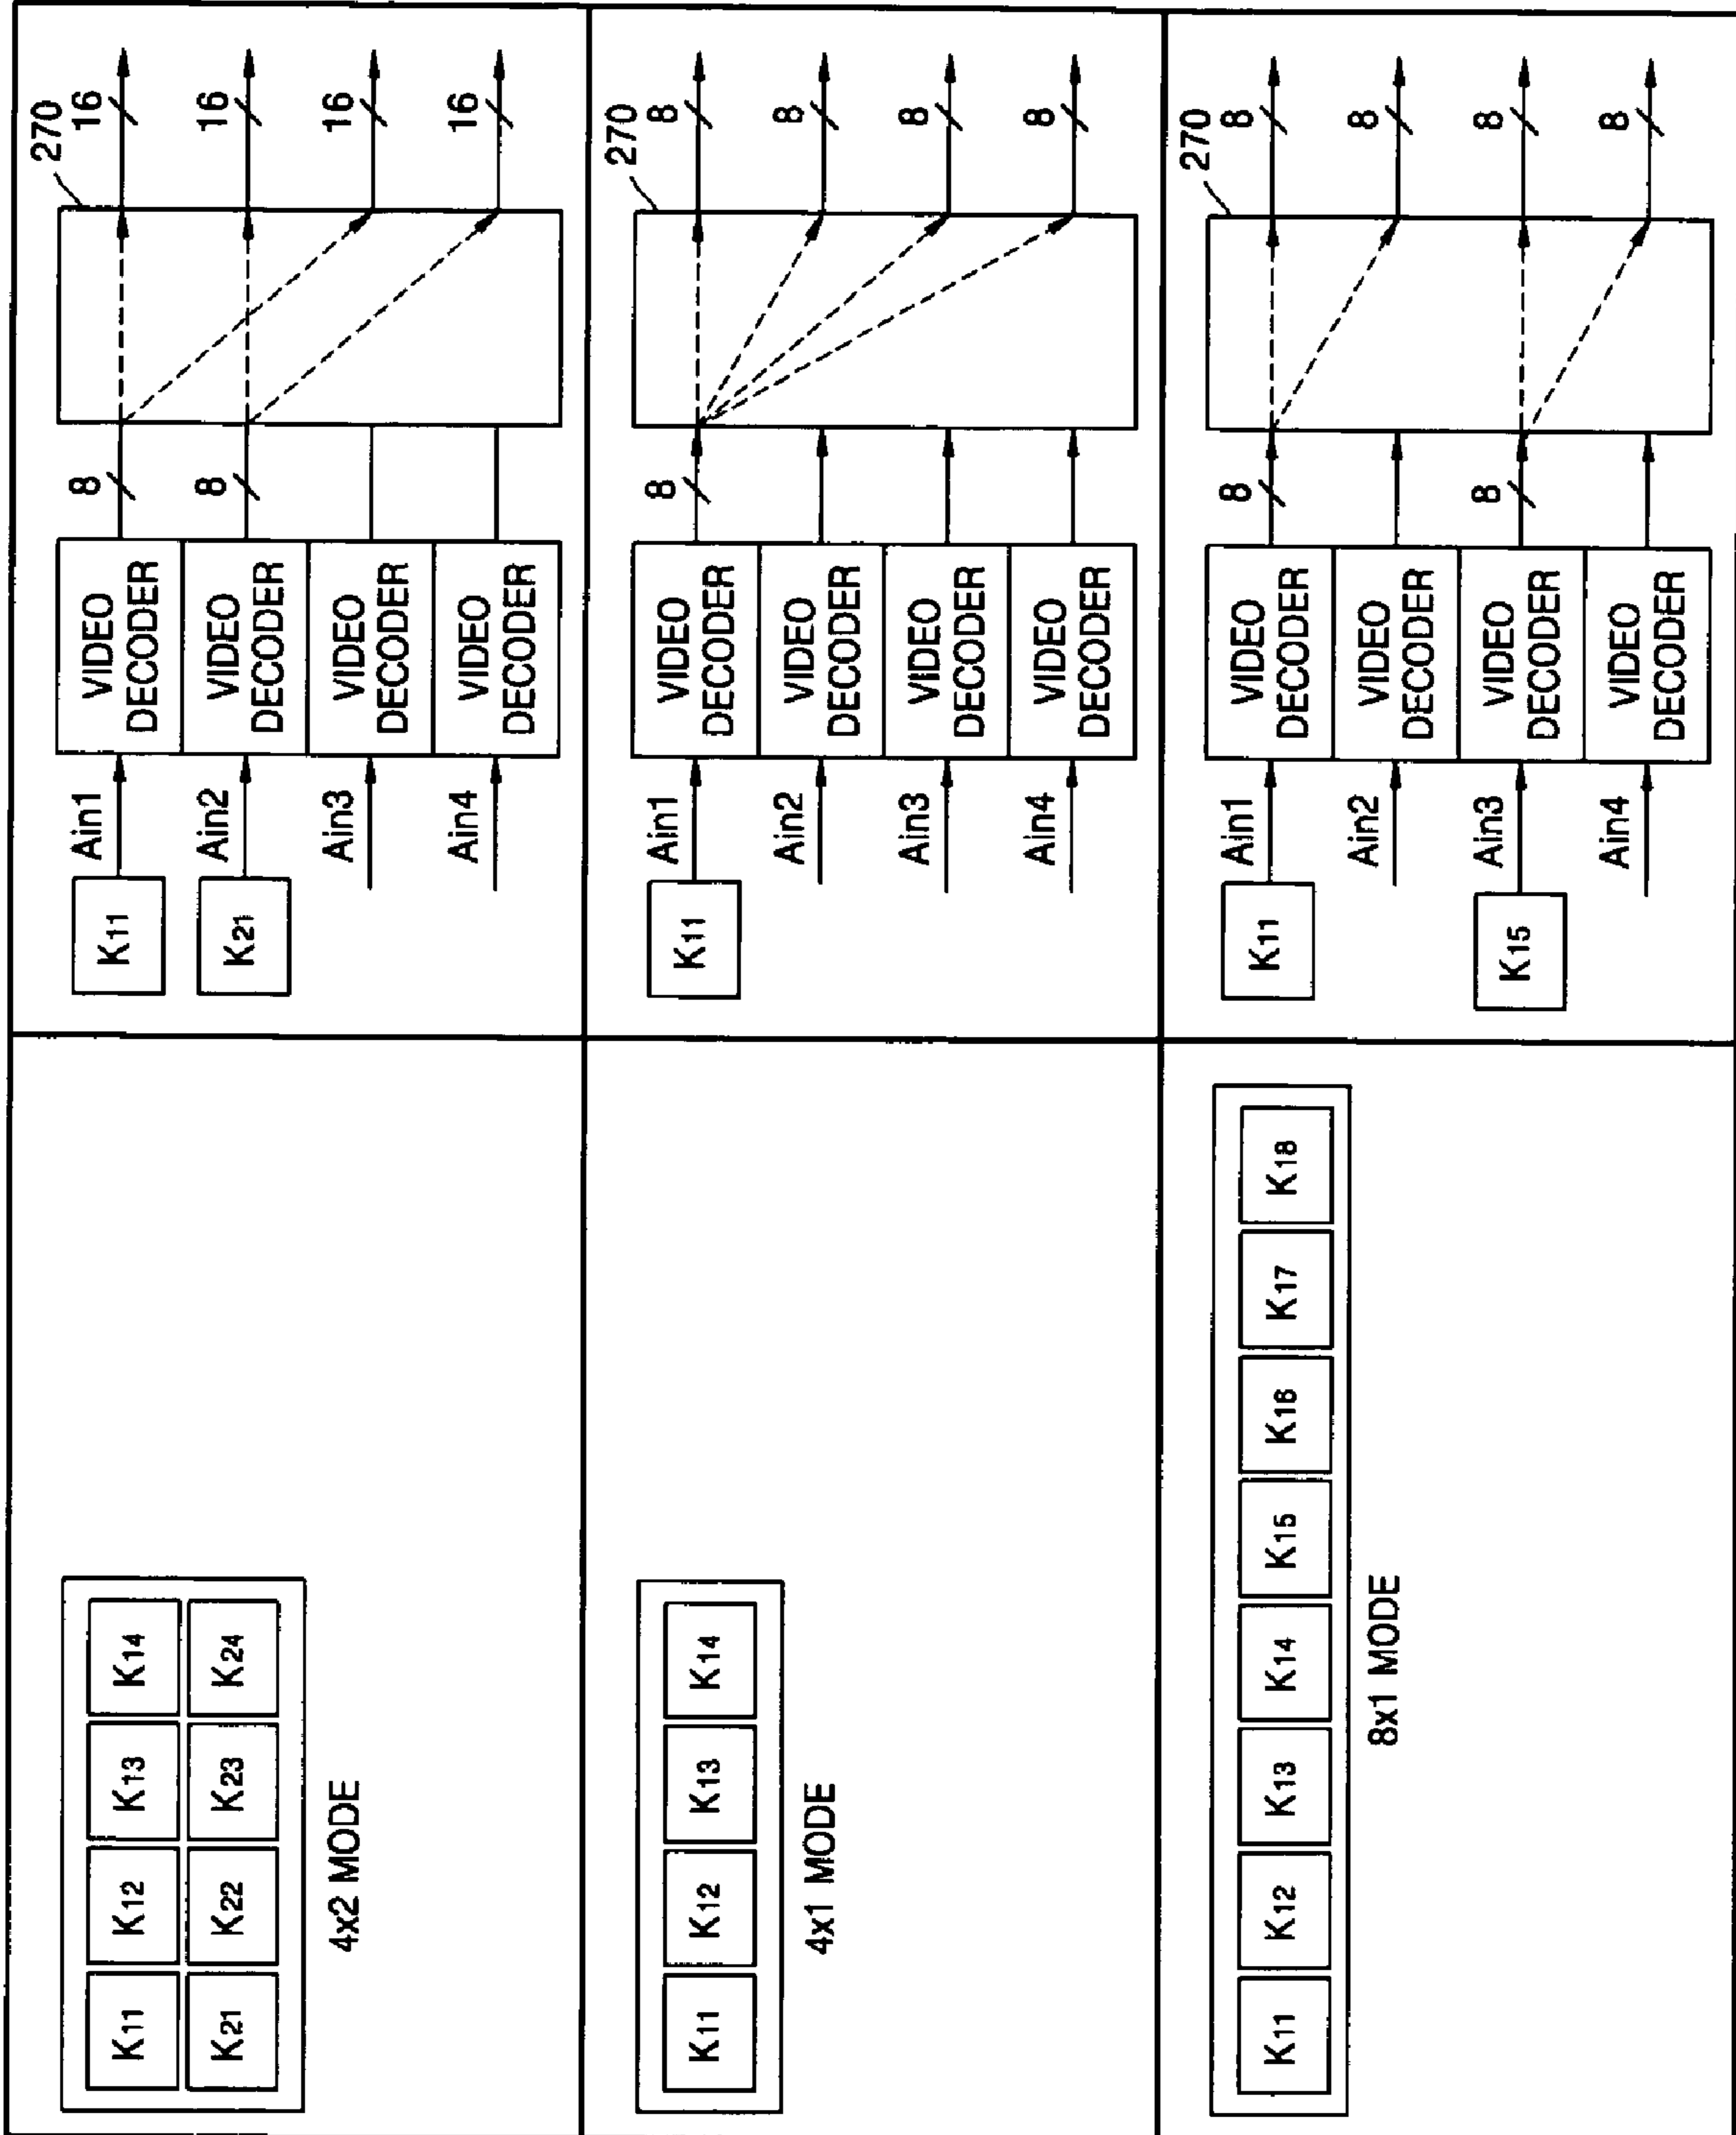 K11 K12 K13 K14
K21 K22 K23 K24
4x2 MODE
270
K11 Ain1 VIDEO DECODER 8 16
K21 Ain2 VIDEO DECODER 8 16
Ain3 VIDEO DECODER 16
Ain4 VIDEO DECODER 16
K11 K12 K13 K14
4x1 MODE
270
K11 Ain1 VIDEO DECODER 8 8
Ain2 VIDEO DECODER 8
Ain3 VIDEO DECODER 8
Ain4 VIDEO DECODER 8
K11 K12 K13 K14 K15 K16 K17 K18
8x1 MODE
270
K11 Ain1 VIDEO DECODER 8 8
Ain2 VIDEO DECODER 8
K15 Ain3 VIDEO DECODER 8 8
Ain4 VIDEO DECODER 8